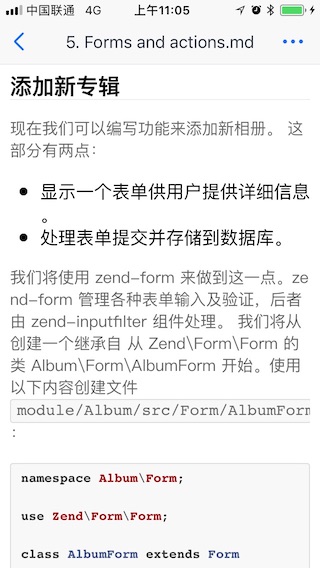 中国联通 4G 上午11:05
5. Forms and actions.md
添加新专辑
现在我们可以编写功能来添加新相册。 这
部分有两点：
显示一个表单供用户提供详细信息
。
处理表单提交并存储到数据库。
我们将使用 zend-form 来做到这一点。ze
nd-form 管理各种表单输入及验证，后者
由 zend-inputfilter 组件处理。 我们将从
创建一个继承自 从 Zend\Form\Form 的
类 Album\Form\AlbumForm 开始。使用
以下内容创建文件
module/Album/src/Form/AlbumForm
：
namespace Album\Form;
use Zend\Form\Form;
class AlbumForm extends Form